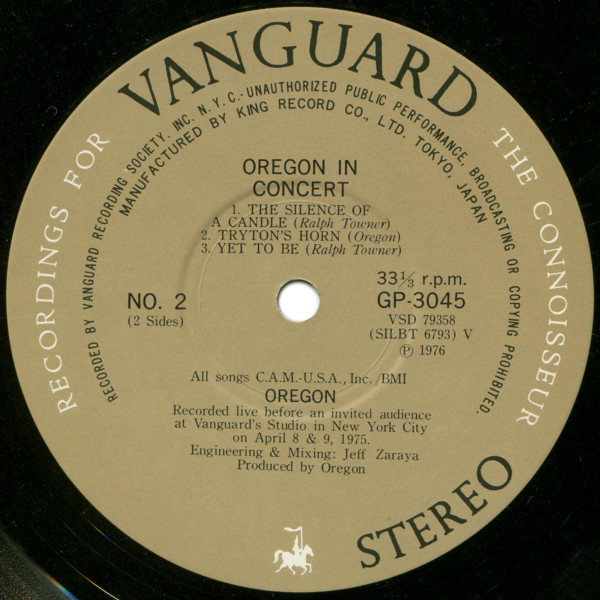 VANGUARD
RECORDINGS FOR THE CONNOISSEUR
RECORDED BY VANGUARD RECORDING SOCIETY, INC. N.Y.C.·UNAUTHORIZED PUBLIC PERFORMANCE, BROADCASTING OR COPYING PROHIBITED.
MANUFACTURED BY KING RECORD CO., LTD. TOKYO, JAPAN
OREGON IN
CONCERT
1. THE SILENCE OF
A CANDLE (Ralph Towner)
2. TRYTON'S HORN (Oregon)
3. YET TO BE (Ralph Towner)
NO. 2
(2 Sides)
33⅓ r.p.m.
GP-3045
VSD 79358
(SILBT 6793) V
Ⓟ 1976
All songs C.A.M.-U.S.A., Inc./BMI
OREGON
Recorded live before an invited audience
at Vanguard's Studio in New York City
on April 8 & 9, 1975.
Engineering & Mixing: Jeff Zaraya
Produced by Oregon
STEREO